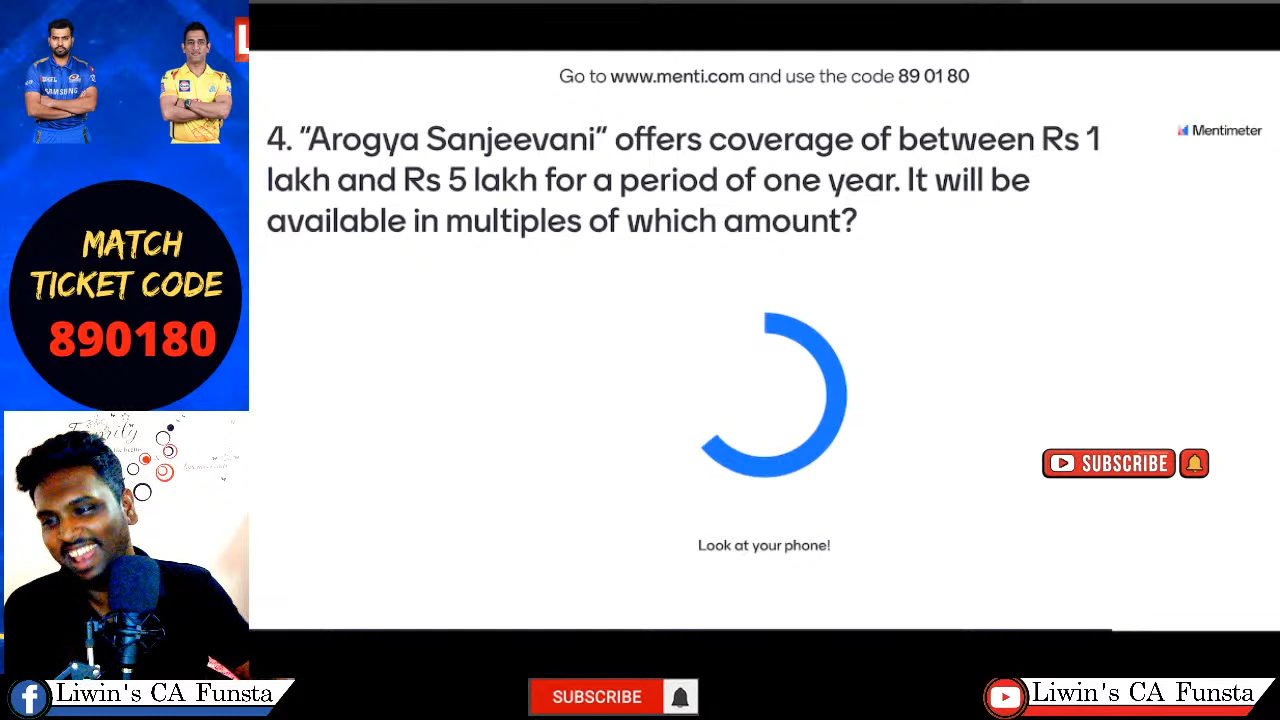 Go to www.menti.com and use the code 89 01 80
Mentimeter
4. “Arogya Sanjeevani” offers coverage of between Rs 1
lakh and Rs 5 lakh for a period of one year. It will be
available in multiples of which amount?
Look at your phone!
SUBSCRIBE
MATCH
TICKET CODE
890180
SAMSUNG
Family
Liwin's CA Funsta
SUBSCRIBE
Liwin's CA Funsta